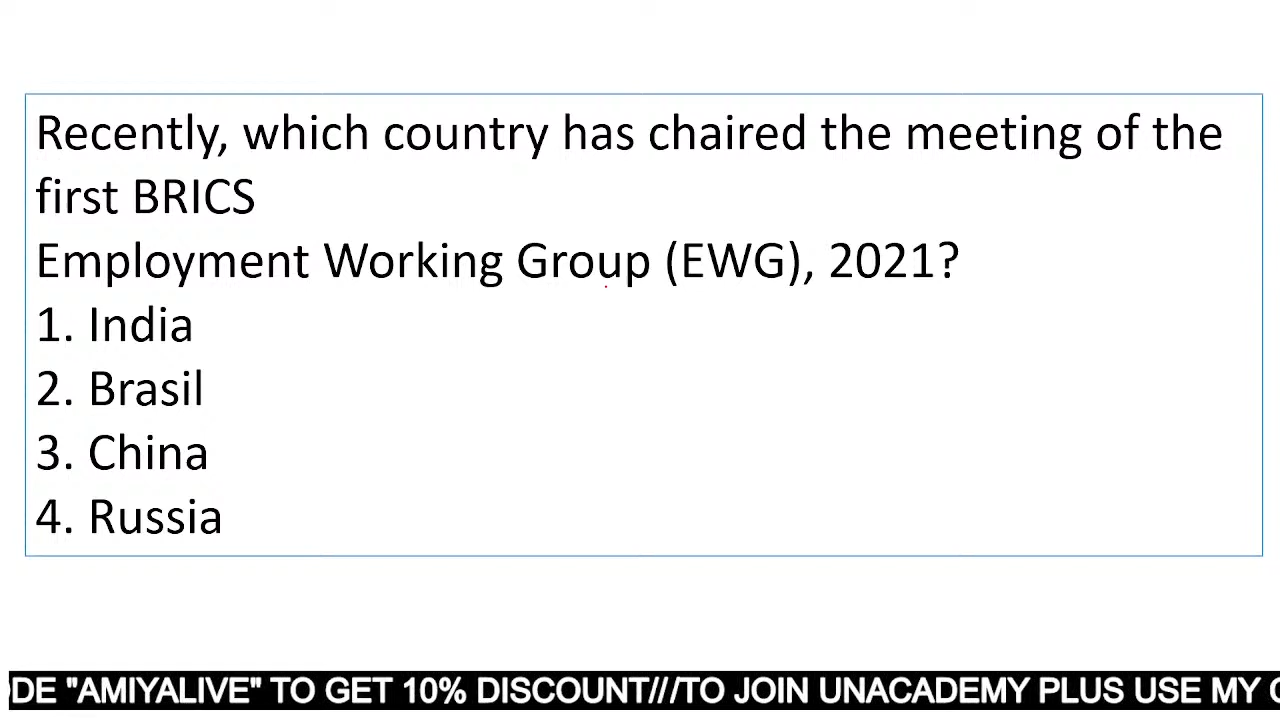 Recently, which country has chaired the meeting of the
first BRICS
Employment Working Group (EWG), 2021?
1. India
2. Brasil
3. China
4. Russia
DE "AMIYALIVE" TO GET 10% DISCOUNT///TO JOIN UNACADEMY PLUS USE MY